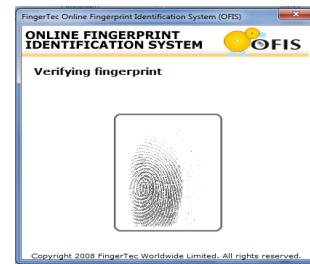 FingerTec Online Fingerprint Identification System (OFIS)
ONLINE FINGERPRINT
IDENTIFICATION SYSTEM
OFIS
Verifying fingerprint
Copyright 2008 FingerTec Worldwide Limited. All rights reserved.